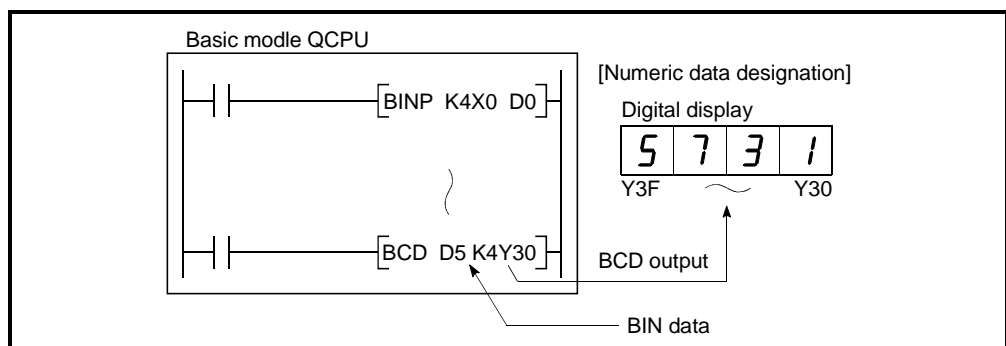 Basic modle QCPU
BINP K4X0 D0
[Numeric data designation]
Digital display
5 7 3 1
Y3F Y30
BCD D5 K4Y30
BCD output
BIN data